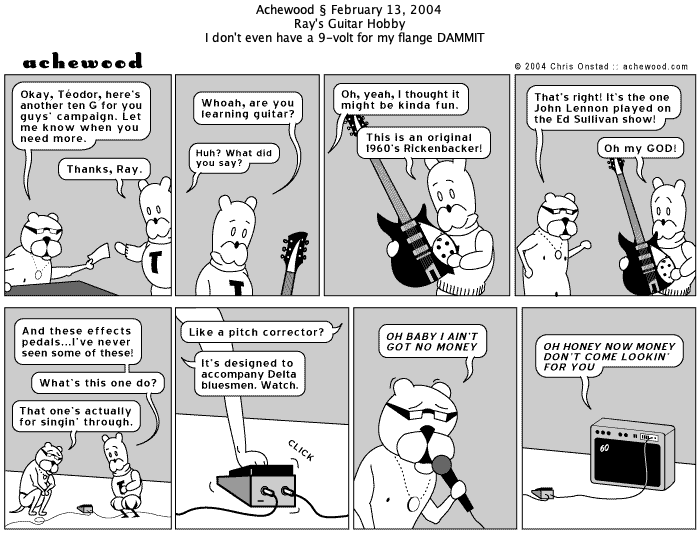 Achewood § February 13, 2004
Ray's Guitar Hobby
I don't even have a 9-volt for my flange DAMMIT
achewood
© 2004 Chris Onstad :: achewood.com
Okay, Téodor, here's
another ten G for you
guys' campaign. Let
me know when you
need more.
Thanks, Ray.
T
Whoah, are you
learning guitar?
Huh? What did
you say?
T
Oh, yeah, I thought it
might be kinda fun.
This is an original
1960's Rickenbacker!
That's right! It's the one
John Lennon played on
the Ed Sullivan show!
Oh my GOD!
And these effects
pedals...I've never
seen some of these!
What's this one do?
That one's actually
for singin' through.
T
Like a pitch corrector?
It's designed to
accompany Delta
bluesmen. Watch.
CLICK
OH BABY I AIN'T
GOT NO MONEY
OH HONEY NOW MONEY
DON'T COME LOOKIN'
FOR YOU
60